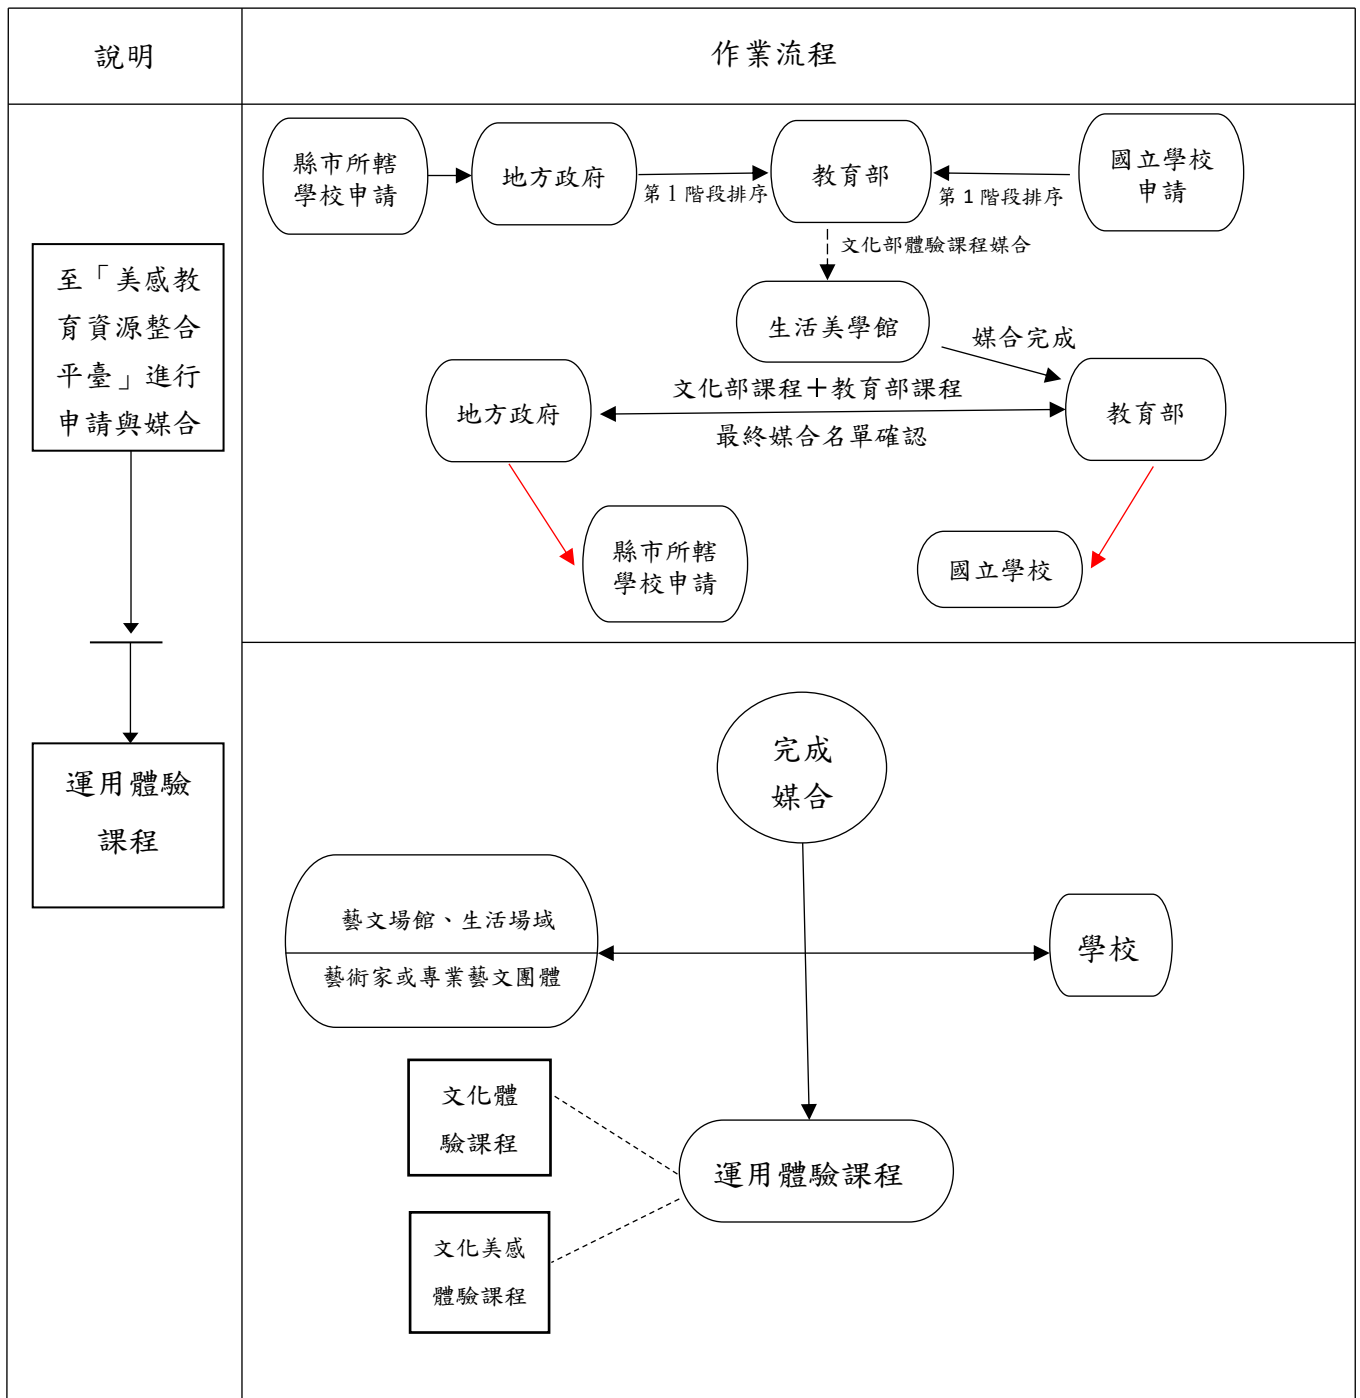 說明
作業流程
縣市所轄
學校申請
地方政府
第1階段排序
教育部
第1階段排序
國立學校
申請
文化部體驗課程媒合
生活美學館
媒合完成
至「美感教
育資源整合
平臺」進行
申請與媒合
地方政府
文化部課程＋教育部課程
最終媒合名單確認
教育部
縣市所轄
學校申請
國立學校
運用體驗
課程
完成
媒合
藝文場館、生活場域
藝術家或專業藝文團體
學校
文化體
驗課程
運用體驗課程
文化美感
體驗課程